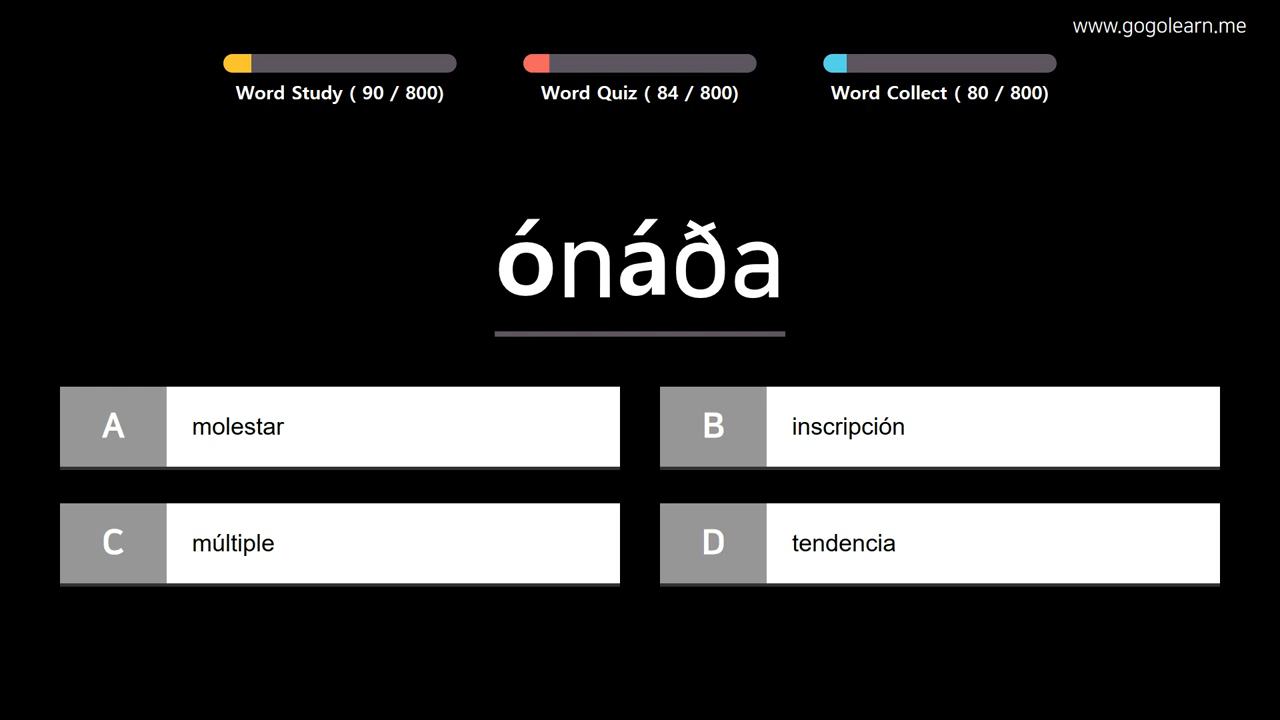 www.gogolearn.me
Word Study ( 90 / 800)
Word Quiz ( 84 / 800)
Word Collect ( 80 / 800)
ónáða
A molestar
B inscripción
C múltiple
D tendencia